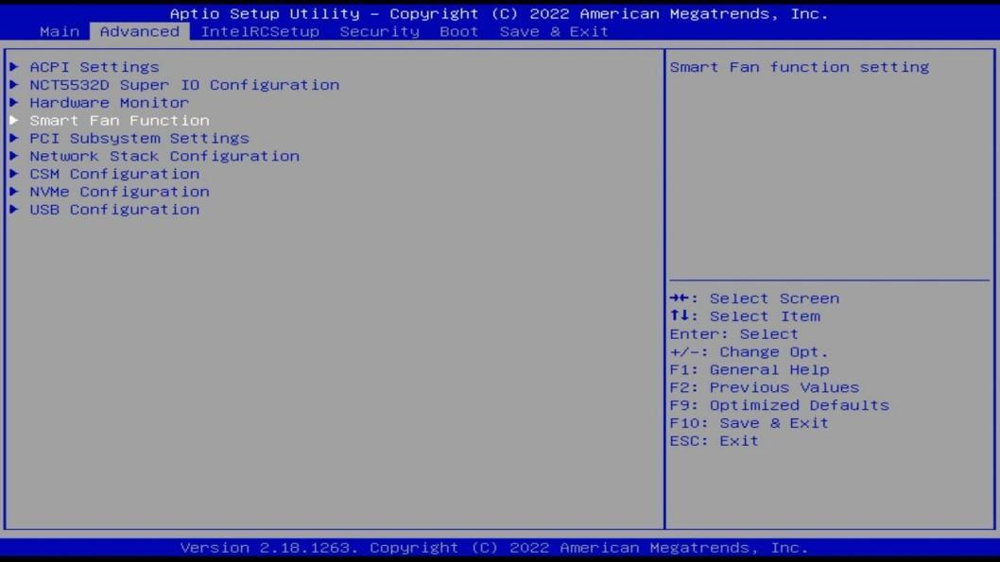 Aptio Setup Utility – Copyright (C) 2022 American Megatrends, Inc.
Main Advanced IntelRCSetup Security Boot Save & Exit
▶ ACPI Settings
▶ NCT5532D Super IO Configuration
▶ Hardware Monitor
▶ Smart Fan Function
▶ PCI Subsystem Settings
▶ Network Stack Configuration
▶ CSM Configuration
▶ NVMe Configuration
▶ USB Configuration
Smart Fan function setting
→←: Select Screen
↑↓: Select Item
Enter: Select
+/-: Change Opt.
F1: General Help
F2: Previous Values
F9: Optimized Defaults
F10: Save & Exit
ESC: Exit
Version 2.18.1263. Copyright (C) 2022 American Megatrends, Inc.